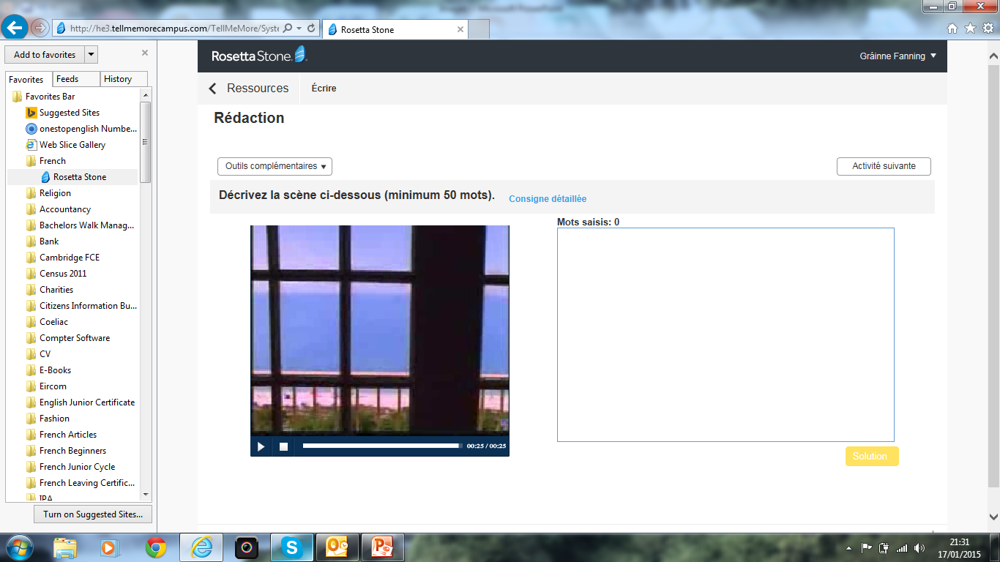 Microsoft PowerPoint
http://he3.tellmemorecampus.com/TellMeMore/Syste
Rosetta Stone
Add to favorites
Favorites
Feeds
History
Favorites Bar
Suggested Sites
onestopenglish Numbe...
Web Slice Gallery
French
Rosetta Stone
Religion
Accountancy
Bachelors Walk Manag...
Bank
Cambridge FCE
Census 2011
Charities
Citizens Information Bu...
Coeliac
Compter Software
CV
E-Books
Eircom
English Junior Certificate
Fashion
French Articles
French Beginners
French Junior Cycle
French Leaving Certific...
IPA
Turn on Suggested Sites...
RosettaStone
Gráinne Fanning
Ressources
Écrire
Rédaction
Outils complémentaires
Activité suivante
Décrivez la scène ci-dessous (minimum 50 mots). Consigne détaillée
Mots saisis: 0
00:25 / 00:25
Solution
21:31
17/01/2015